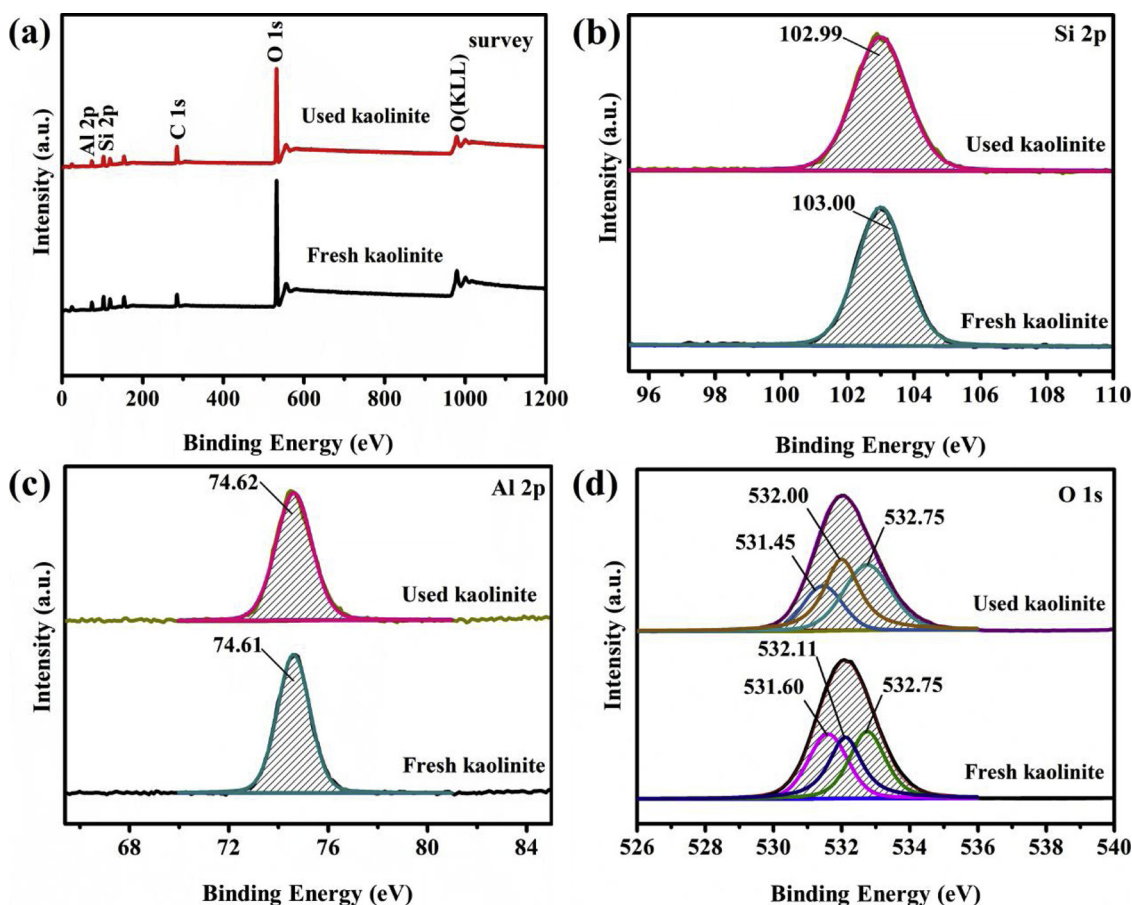 (a)
survey
Al 2p
Si 2p
C 1s
O 1s
O(KLL)
Used kaolinite
Fresh kaolinite
Intensity (a.u.)
0 200 400 600 800 1000 1200
Binding Energy (eV)
(b)
Si 2p
102.99
Used kaolinite
103.00
Fresh kaolinite
Intensity (a.u.)
96 98 100 102 104 106 108 110
Binding Energy (eV)
(c)
Al 2p
74.62
Used kaolinite
74.61
Fresh kaolinite
Intensity (a.u.)
68 72 76 80 84
Binding Energy (eV)
(d)
O 1s
532.00
532.75
531.45
Used kaolinite
532.11
531.60
532.75
Fresh kaolinite
Intensity (a.u.)
526 528 530 532 534 536 538 540
Binding Energy (eV)